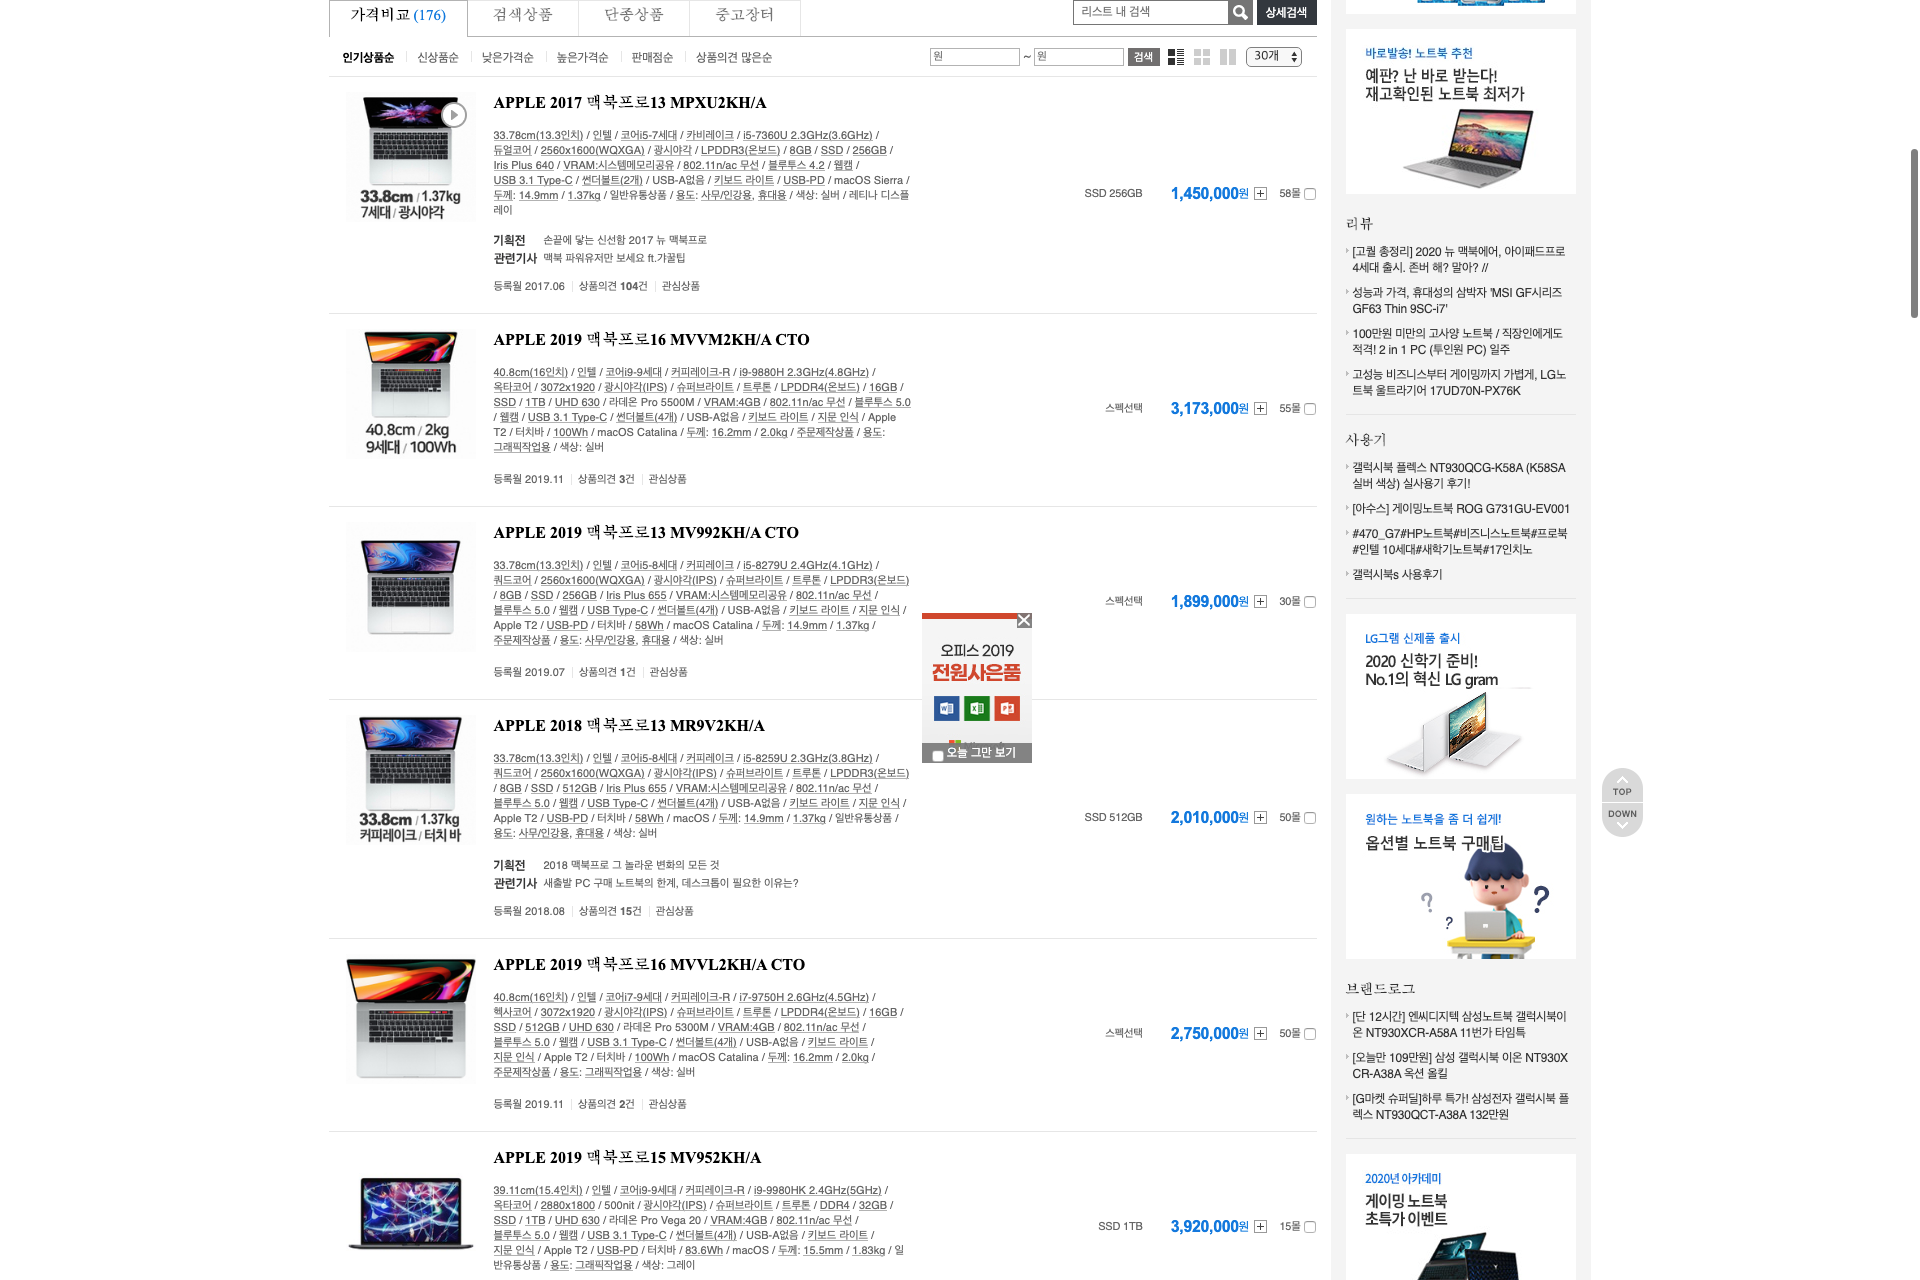 가격비교 (176)
검색상품
단종상품
중고장터
리스트 내 검색
상세검색
인기상품순
신상품순
낮은가격순
높은가격순
판매점순
상품의견 많은순
원 ~ 원 검색
30개
APPLE 2017 맥북프로13 MPXU2KH/A
33.78cm(13.3인치) / 인텔 / 코어i5-7세대 / 카비레이크 / i5-7360U 2.3GHz(3.6GHz) /
듀얼코어 / 2560x1600(WQXGA) / 광시야각 / LPDDR3(온보드) / 8GB / SSD / 256GB /
Iris Plus 640 / VRAM:시스템메모리공유 / 802.11n/ac 무선 / 블루투스 4.2 / 웹캠 /
USB 3.1 Type-C / 썬더볼트(2개) / USB-A없음 / 키보드 라이트 / USB-PD / macOS Sierra /
두께: 14.9mm / 1.37kg / 일반유통상품 / 용도: 사무/인강용, 휴대용 / 색상: 실버 / 레티나 디스플
레이
33.8cm / 1.37kg
7세대 / 광시야각
SSD 256GB
1,450,000원
58몰
기획전 손끝에 닿는 신선함 2017 뉴 맥북프로
관련기사 맥북 파워유저만 보세요 ft.갸꿀팁
등록월 2017.06
상품의견 104건
관심상품
APPLE 2019 맥북프로16 MVVM2KH/A CTO
40.8cm(16인치) / 인텔 / 코어i9-9세대 / 커피레이크-R / i9-9880H 2.3GHz(4.8GHz) /
옥타코어 / 3072x1920 / 광시야각(IPS) / 슈퍼브라이트 / 트루톤 / LPDDR4(온보드) / 16GB /
SSD / 1TB / UHD 630 / 라데온 Pro 5500M / VRAM:4GB / 802.11n/ac 무선 / 블루투스 5.0
/ 웹캠 / USB 3.1 Type-C / 썬더볼트(4개) / USB-A없음 / 키보드 라이트 / 지문 인식 / Apple
T2 / 터치바 / 100Wh / macOS Catalina / 두께: 16.2mm / 2.0kg / 주문제작상품 / 용도:
그래픽작업용 / 색상: 실버
40.8cm / 2kg
9세대 / 100Wh
스펙선택
3,173,000원
55몰
등록월 2019.11
상품의견 3건
관심상품
APPLE 2019 맥북프로13 MV992KH/A CTO
33.78cm(13.3인치) / 인텔 / 코어i5-8세대 / 커피레이크 / i5-8279U 2.4GHz(4.1GHz) /
쿼드코어 / 2560x1600(WQXGA) / 광시야각(IPS) / 슈퍼브라이트 / 트루톤 / LPDDR3(온보드)
/ 8GB / SSD / 256GB / Iris Plus 655 / VRAM:시스템메모리공유 / 802.11n/ac 무선 /
블루투스 5.0 / 웹캠 / USB Type-C / 썬더볼트(4개) / USB-A없음 / 키보드 라이트 / 지문 인식 /
Apple T2 / USB-PD / 터치바 / 58Wh / macOS Catalina / 두께: 14.9mm / 1.37kg /
주문제작상품 / 용도: 사무/인강용, 휴대용 / 색상: 실버
스펙선택
1,899,000원
30몰
등록월 2019.07
상품의견 1건
관심상품
오피스 2019
전원사은품
오늘 그만 보기
APPLE 2018 맥북프로13 MR9V2KH/A
33.78cm(13.3인치) / 인텔 / 코어i5-8세대 / 커피레이크 / i5-8259U 2.3GHz(3.8GHz) /
쿼드코어 / 2560x1600(WQXGA) / 광시야각(IPS) / 슈퍼브라이트 / 트루톤 / LPDDR3(온보드)
/ 8GB / SSD / 512GB / Iris Plus 655 / VRAM:시스템메모리공유 / 802.11n/ac 무선 /
블루투스 5.0 / 웹캠 / USB Type-C / 썬더볼트(4개) / USB-A없음 / 키보드 라이트 / 지문 인식 /
Apple T2 / USB-PD / 터치바 / 58Wh / macOS / 두께: 14.9mm / 1.37kg / 일반유통상품 /
용도: 사무/인강용, 휴대용 / 색상: 실버
33.8cm / 1.37kg
커피레이크 / 터치 바
SSD 512GB
2,010,000원
50몰
기획전 2018 맥북프로 그 놀라운 변화의 모든 것
관련기사 새출발 PC 구매 노트북의 한계, 데스크톱이 필요한 이유는?
등록월 2018.08
상품의견 15건
관심상품
APPLE 2019 맥북프로16 MVVL2KH/A CTO
40.8cm(16인치) / 인텔 / 코어i7-9세대 / 커피레이크-R / i7-9750H 2.6GHz(4.5GHz) /
헥사코어 / 3072x1920 / 광시야각(IPS) / 슈퍼브라이트 / 트루톤 / LPDDR4(온보드) / 16GB /
SSD / 512GB / UHD 630 / 라데온 Pro 5300M / VRAM:4GB / 802.11n/ac 무선 /
블루투스 5.0 / 웹캠 / USB 3.1 Type-C / 썬더볼트(4개) / USB-A없음 / 키보드 라이트 /
지문 인식 / Apple T2 / 터치바 / 100Wh / macOS Catalina / 두께: 16.2mm / 2.0kg /
주문제작상품 / 용도: 그래픽작업용 / 색상: 실버
스펙선택
2,750,000원
50몰
등록월 2019.11
상품의견 2건
관심상품
APPLE 2019 맥북프로15 MV952KH/A
39.11cm(15.4인치) / 인텔 / 코어i9-9세대 / 커피레이크-R / i9-9980HK 2.4GHz(5GHz) /
옥타코어 / 2880x1800 / 500nit / 광시야각(IPS) / 슈퍼브라이트 / 트루톤 / DDR4 / 32GB /
SSD / 1TB / UHD 630 / 라데온 Pro Vega 20 / VRAM:4GB / 802.11n/ac 무선 /
블루투스 5.0 / 웹캠 / USB 3.1 Type-C / 썬더볼트(4개) / USB-A없음 / 키보드 라이트 /
지문 인식 / Apple T2 / USB-PD / 터치바 / 83.6Wh / macOS / 두께: 15.5mm / 1.83kg / 일
반유통상품 / 용도: 그래픽작업용 / 색상: 그레이
SSD 1TB
3,920,000원
15몰
바로발송! 노트북 추천
예판? 난 바로 받는다!
재고확인된 노트북 최저가
리뷰
[고퀄 총정리] 2020 뉴 맥북에어, 아이패드프로
4세대 출시. 존버 해? 말아? //
성능과 가격, 휴대성의 삼박자 'MSI GF시리즈
GF63 Thin 9SC-i7'
100만원 미만의 고사양 노트북 / 직장인에게도
적격! 2 in 1 PC (투인원 PC) 일주
고성능 비즈니스부터 게이밍까지 가볍게, LG노
트북 울트라기어 17UD70N-PX76K
사용기
갤럭시북 플렉스 NT930QCG-K58A (K58SA
실버 색상) 실사용기 후기!
[아수스] 게이밍노트북 ROG G731GU-EV001
#470_G7#HP노트북#비즈니스노트북#프로북
#인텔 10세대#새학기노트북#17인치노
갤럭시북s 사용후기
LG그램 신제품 출시
2020 신학기 준비!
No.1의 혁신 LG gram
원하는 노트북을 좀 더 쉽게!
옵션별 노트북 구매팁
? ? ?
TOP
DOWN
브랜드로그
[단 12시간] 엔씨디지텍 삼성노트북 갤럭시북이
온 NT930XCR-A58A 11번가 타임특
[오늘만 109만원] 삼성 갤럭시북 이온 NT930X
CR-A38A 옥션 올킬
[G마켓 슈퍼딜]하루 특가! 삼성전자 갤럭시북 플
렉스 NT930QCT-A38A 132만원
2020년 아카데미
게이밍 노트북
초특가 이벤트